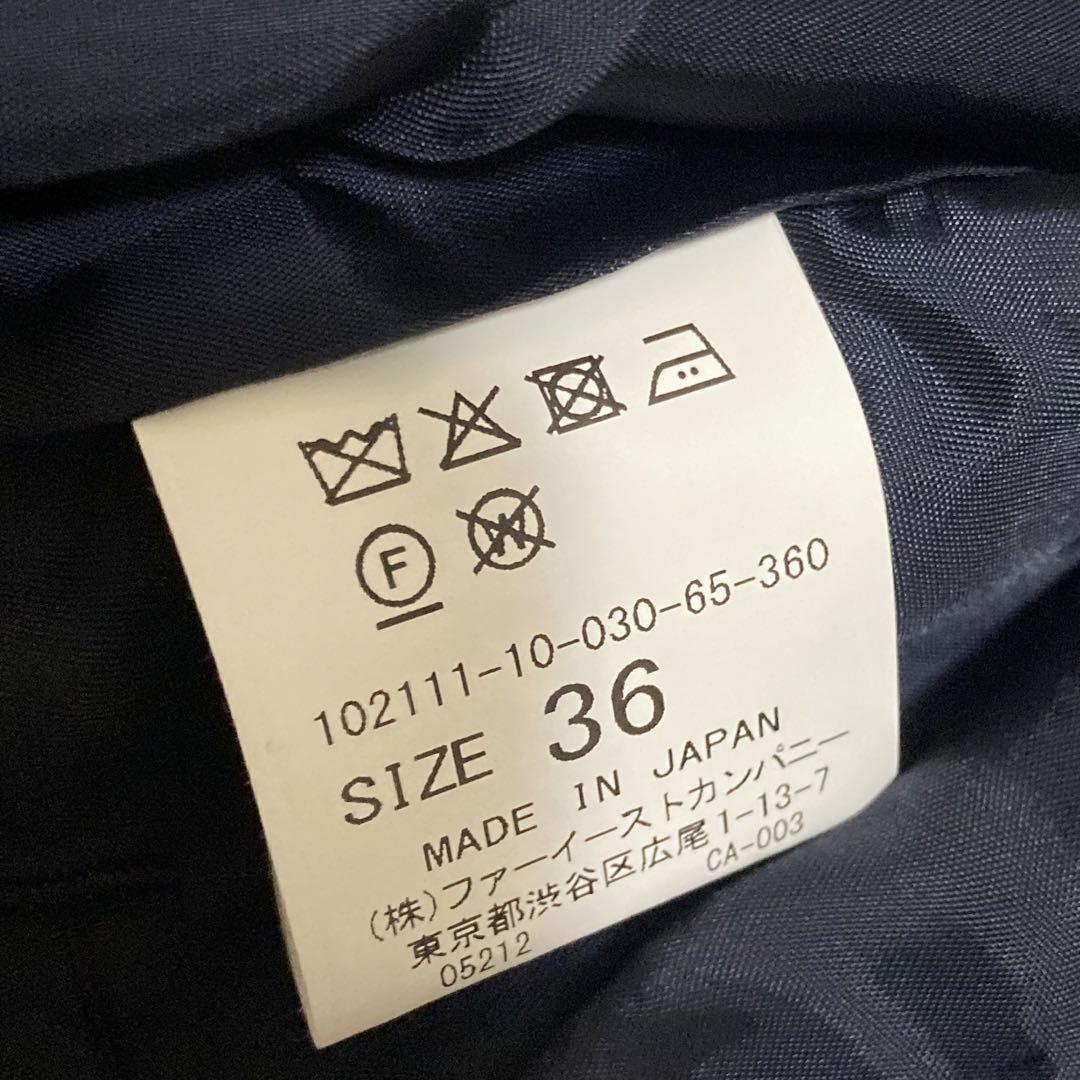 F W
102111-10-030-65-360
SIZE 36
MADE IN JAPAN
(株)ファーイーストカンパニー
東京都渋谷区広尾1-13-7
05212 CA-003